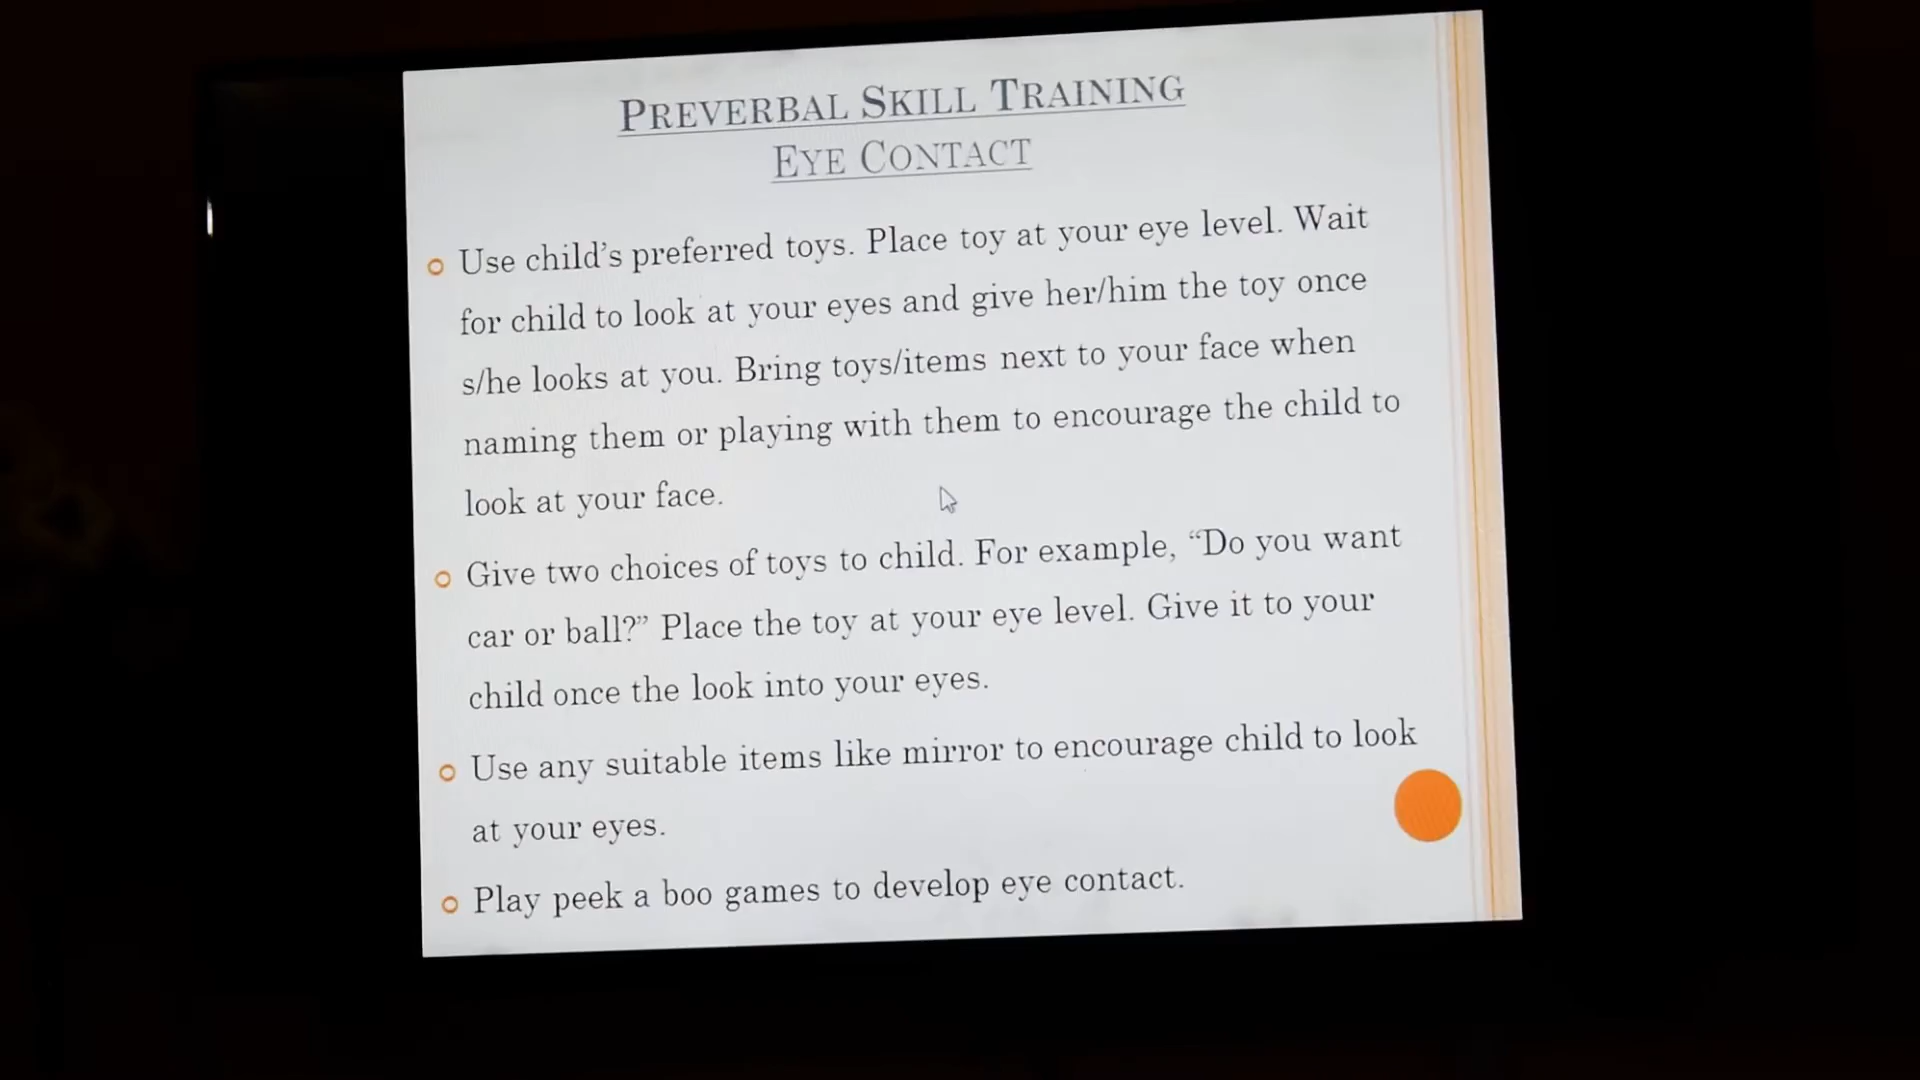 PREVERBAL SKILL TRAINING
EYE CONTACT
Use child's preferred toys. Place toy at your eye level. Wait
for child to look at your eyes and give her/him the toy once
s/he looks at you. Bring toys/items next to your face when
naming them or playing with them to encourage the child to
look at your face.
Give two choices of toys to child. For example, “Do you want
car or ball?” Place the toy at your eye level. Give it to your
child once the look into your eyes.
Use any suitable items like mirror to encourage child to look
at your eyes.
Play peek a boo games to develop eye contact.